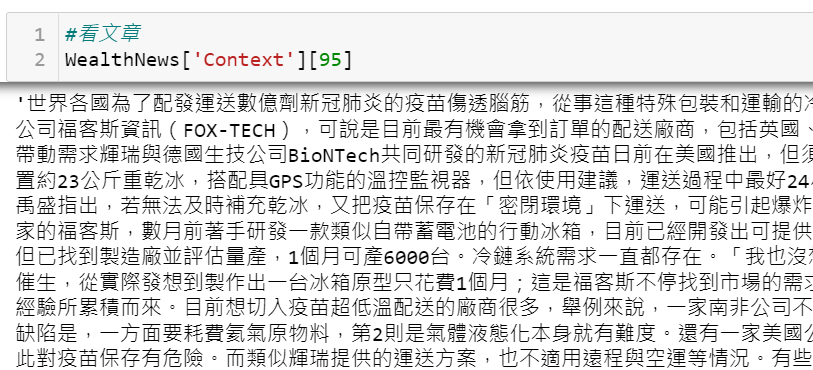 1 #看文章
2 WealthNews['Context'][95]
'世界各國為了配發運送數億劑新冠肺炎的疫苗傷透腦筋，從事這種特殊包裝和運輸的
公司福客斯資訊（FOX-TECH），可說是目前最有機會拿到訂單的配送廠商，包括英國、
帶動需求輝瑞與德國生技公司BioNTech共同研發的新冠肺炎疫苗日前在美國推出，但須
置約23公斤重乾冰，搭配具GPS功能的溫控監視器，但依使用建議，運送過程中最好24
禹盛指出，若無法及時補充乾冰，又把疫苗保存在「密閉環境」下運送，可能引起爆炸
家的福客斯，數月前著手研發一款類似自帶蓄電池的行動冰箱，目前已經開發出可提供
但已找到製造廠並評估量產，1個月可產6000台。冷鏈系統需求一直都存在。「我也沒想
催生，從實際發想到製作出一台冰箱原型只花費1個月；這是福客斯不停找到市場的需求
經驗所累積而來。目前想切入疫苗超低溫配送的廠商很多，舉例來說，一家南非公司不
缺陷是，一方面要耗費氦氣原物料，第2則是氣體液態化本身就有難度。還有一家美國公
此對疫苗保存有危險。而類似輝瑞提供的運送方案，也不適用遠程與空運等情況。有些